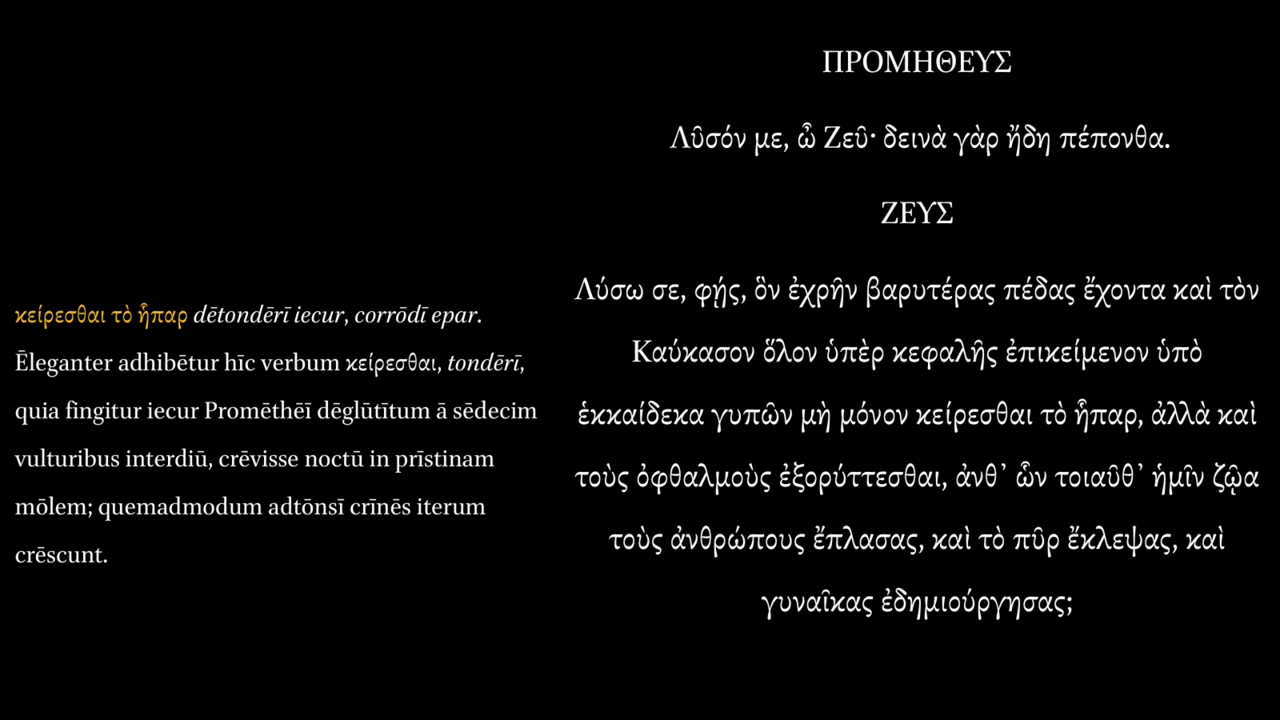 κείρεσθαι τὸ ἧπαρ dētondērī iecur, corrōdī epar.
Ēleganter adhibētur hīc verbum κείρεσθαι, tondērī,
quia fingitur iecur Promēthēī dēglūtītum ā sēdecim
vulturibus interdiū, crēvisse noctū in prīstinam
mōlem; quemadmodum adtōnsī crīnēs iterum
crēscunt.
ΠΡΟΜΗΘΕΥΣ
Λῦσόν με, ὦ Ζεῦ· δεινὰ γὰρ ἤδη πέπονθα.
ΖΕΥΣ
Λύσω σε, φῄς, ὃν ἐχρῆν βαρυτέρας πέδας ἔχοντα καὶ τὸν
Καύκασον ὅλον ὑπὲρ κεφαλῆς ἐπικείμενον ὑπὸ
ἑκκαίδεκα γυπῶν μὴ μόνον κείρεσθαι τὸ ἧπαρ, ἀλλὰ καὶ
τοὺς ὀφθαλμοὺς ἐξορύττεσθαι, ἀνθ᾽ ὧν τοιαῦθ᾽ ἡμῖν ζῷα
τοὺς ἀνθρώπους ἔπλασας, καὶ τὸ πῦρ ἔκλεψας, καὶ
γυναῖκας ἐδημιούργησας;